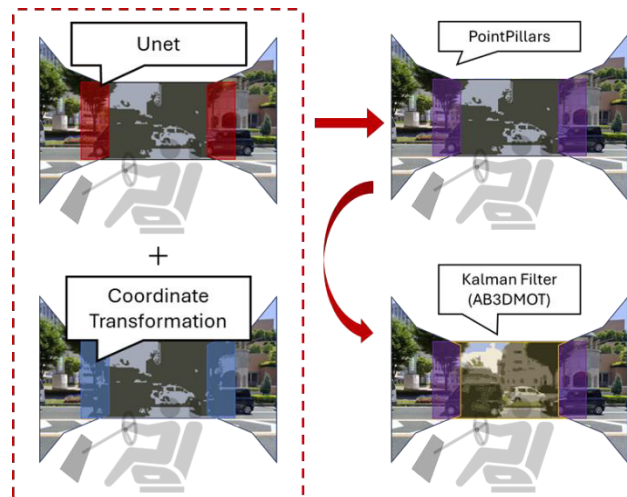 Unet
PointPillars
+
Coordinate
Transformation
Kalman Filter
(AB3DMOT)